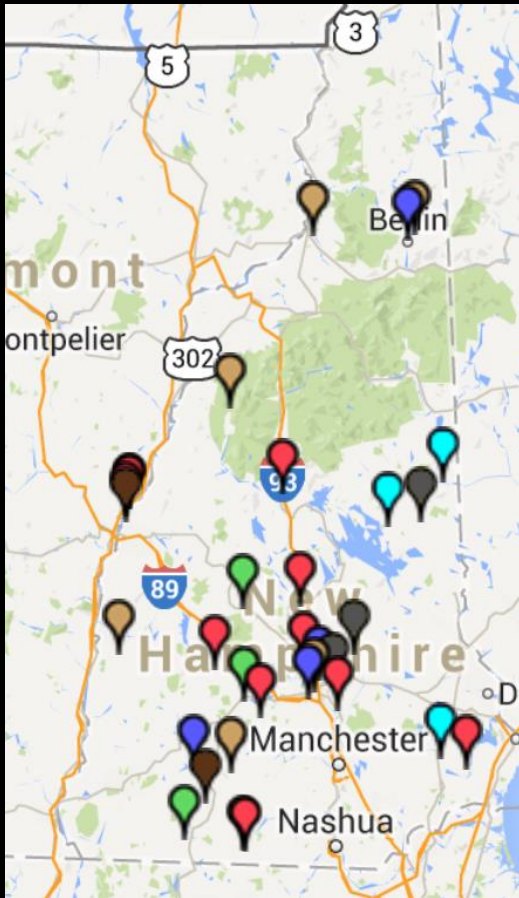 3
5
Berlin
mont
ontpelier
302
93
89
New
Hampshire
D
Manchester
Nashua